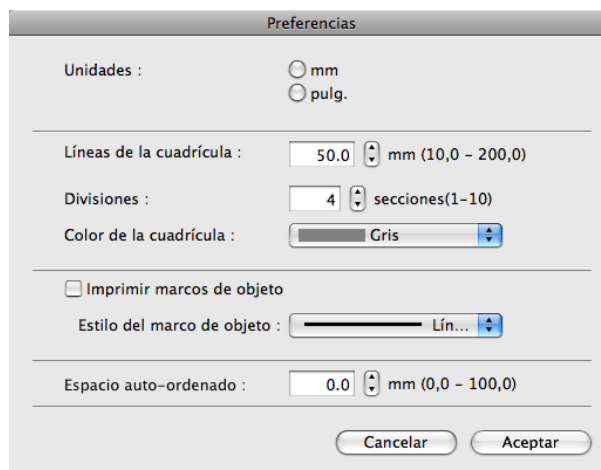 Preferencias
Unidades :
mm
pulg.
Líneas de la cuadrícula : 50.0 mm (10,0 – 200,0)
Divisiones : 4 secciones(1–10)
Color de la cuadrícula : Gris
Imprimir marcos de objeto
Estilo del marco de objeto : Lín...
Espacio auto-ordenado : 0.0 mm (0,0 – 100,0)
Cancelar Aceptar